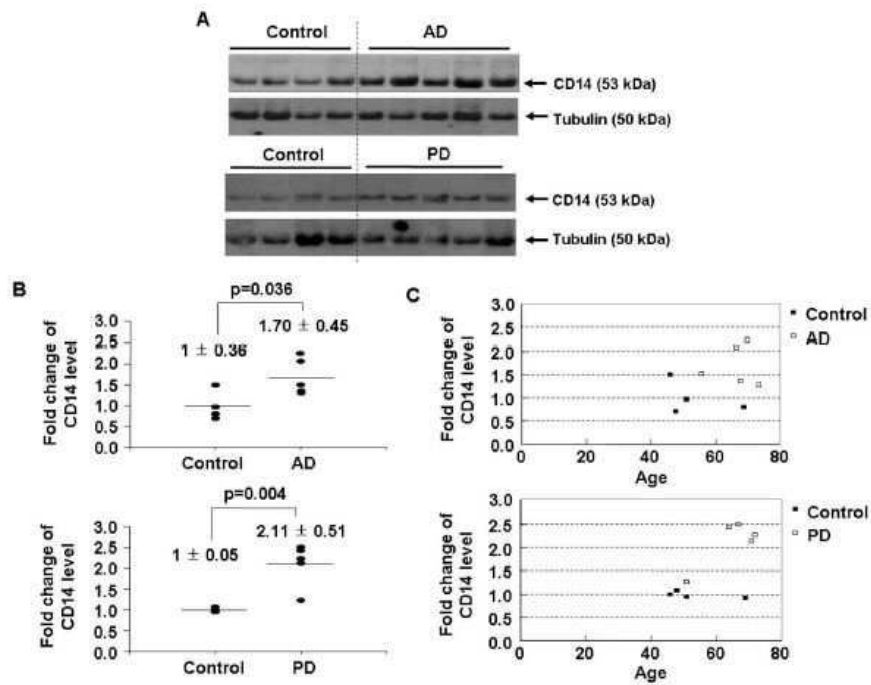 A
Control AD
CD14 (53 kDa)
Tubulin (50 kDa)
Control PD
CD14 (53 kDa)
Tubulin (50 kDa)
B
p=0.036
1 ± 0.36
1.70 ± 0.45
Fold change of
CD14 level
3.0
2.5
2.0
1.5
1.0
0.5
0.0
Control AD
p=0.004
1 ± 0.05
2.11 ± 0.51
Fold change of
CD14 level
3.0
2.5
2.0
1.5
1.0
0.5
0.0
Control PD
C
Fold change of
CD14 level
3.0
2.5
2.0
1.5
1.0
0.5
0.0
0 20 40 60 80
Age
Control
AD
Fold change of
CD14 level
3.0
2.5
2.0
1.5
1.0
0.5
0.0
0 20 40 60 80
Age
Control
PD